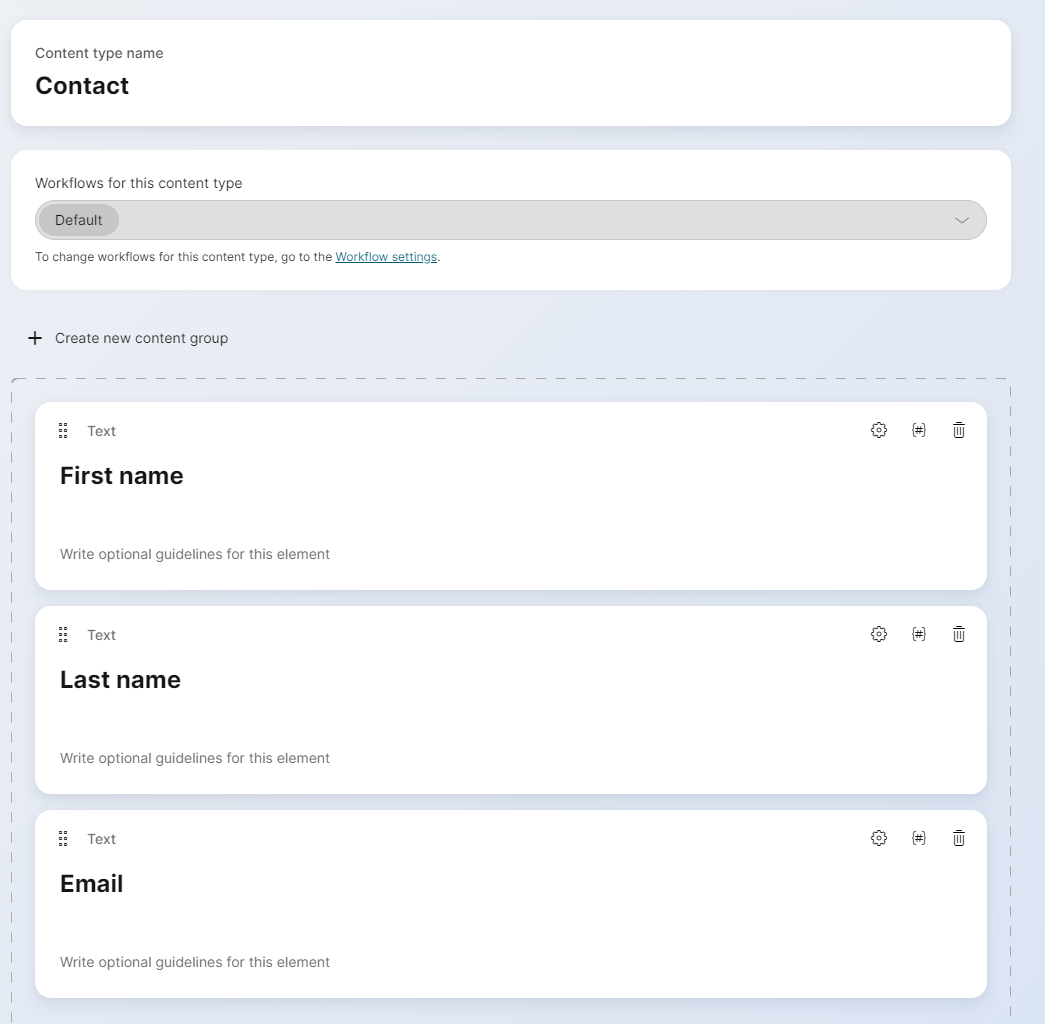 Content type name
Contact
Workflows for this content type
Default
To change workflows for this content type, go to the Workflow settings.
Create new content group
Text
First name
Write optional guidelines for this element
Text
Last name
Write optional guidelines for this element
Text
Email
Write optional guidelines for this element